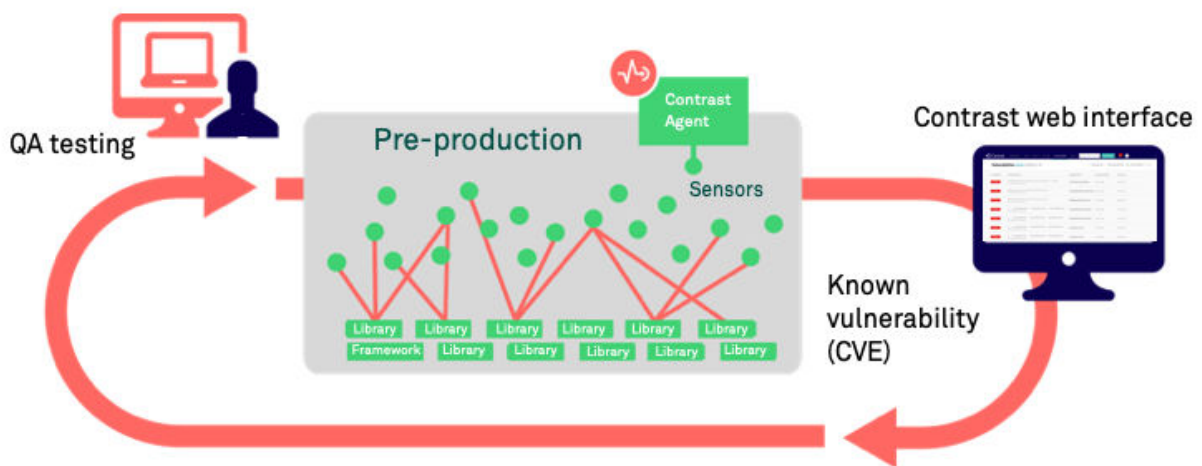 QA testing
Pre-production
Contrast
Agent
Sensors
Contrast web interface
Known
vulnerability
(CVE)
Library
Library
Library
Library
Library
Library
Framework
Library
Library
Library
Library
Library